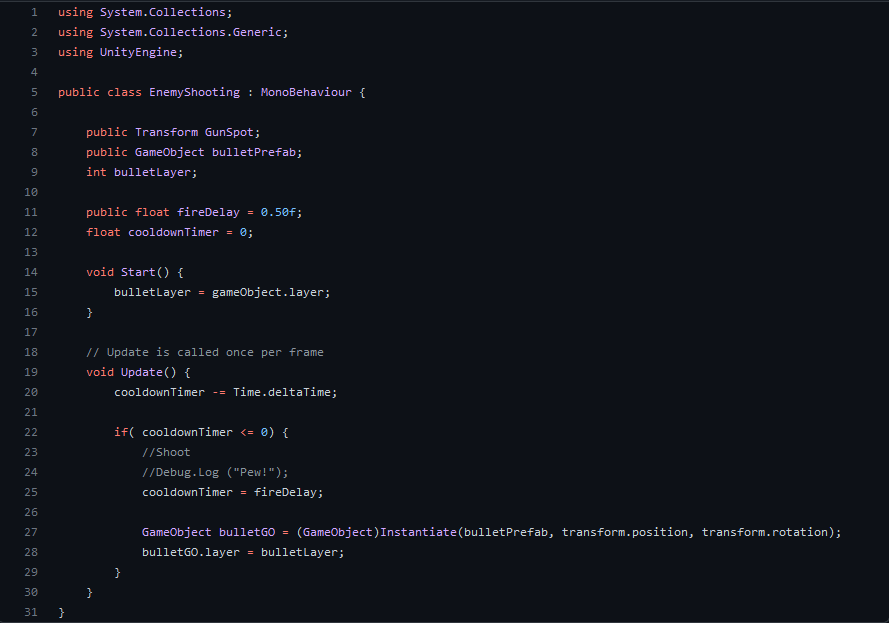 1 using System.Collections;
2 using System.Collections.Generic;
3 using UnityEngine;
4
5 public class EnemyShooting : MonoBehaviour {
6
7     public Transform GunSpot;
8     public GameObject bulletPrefab;
9     int bulletLayer;
10
11     public float fireDelay = 0.50f;
12     float cooldownTimer = 0;
13
14     void Start() {
15         bulletLayer = gameObject.layer;
16     }
17
18     // Update is called once per frame
19     void Update() {
20         cooldownTimer -= Time.deltaTime;
21
22         if( cooldownTimer <= 0) {
23             //Shoot
24             //Debug.Log ("Pew!");
25             cooldownTimer = fireDelay;
26
27             GameObject bulletGO = (GameObject)Instantiate(bulletPrefab, transform.position, transform.rotation);
28             bulletGO.layer = bulletLayer;
29         }
30     }
31 }